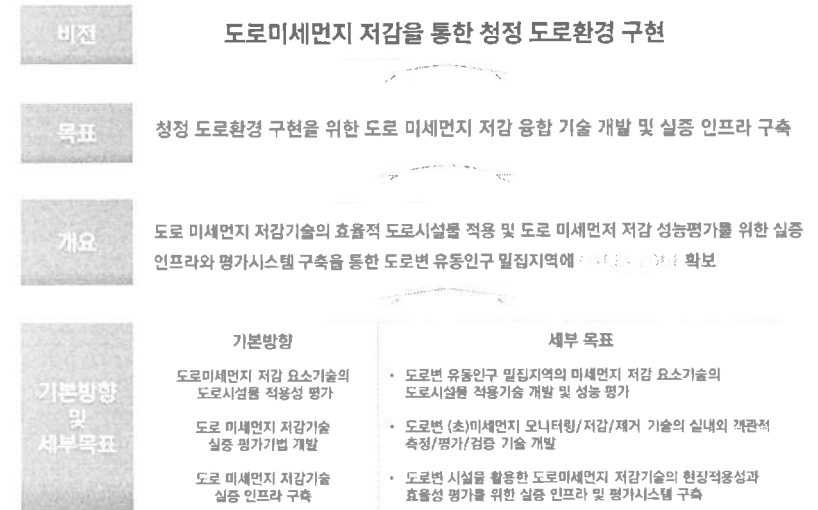 비전
도로미세먼지 저감을 통한 청정 도로환경 구현
목표
청정 도로환경 구현을 위한 도로 미세먼지 저감 융합 기술 개발 및 실증 인프라 구축
개요
도로 미세먼지 저감기술의 효율적 도로시설물 적용 및 도로 미세먼저 저감 성능평가를 위한 실증
인프라와 평가시스템 구축을 통한 도로변 유동인구 밀집지역에 확보
기본방향
및
세부목표
기본방향
도로미세먼지 저감 요소기술의
도로시설물 적용성 평가
도로 미세먼지 저감기술
실증 평가기법 개발
도로 미세먼지 저감기술
실증 인프라 구축
세부 목표
• 도로변 유동인구 밀집지역의 미세먼지 저감 요소기술의
도로시설물 적용기술 개발 및 성능 평가
• 도로변 (초)미세먼지 모니터링/저감/제거 기술의 실내외 객관적
측정/평가/검증 기술 개발
• 도로변 시설물 활용한 도로미세먼지 저감기술의 현장적용성과
효율성 평가를 위한 실증 인프라 및 평가시스템 구축